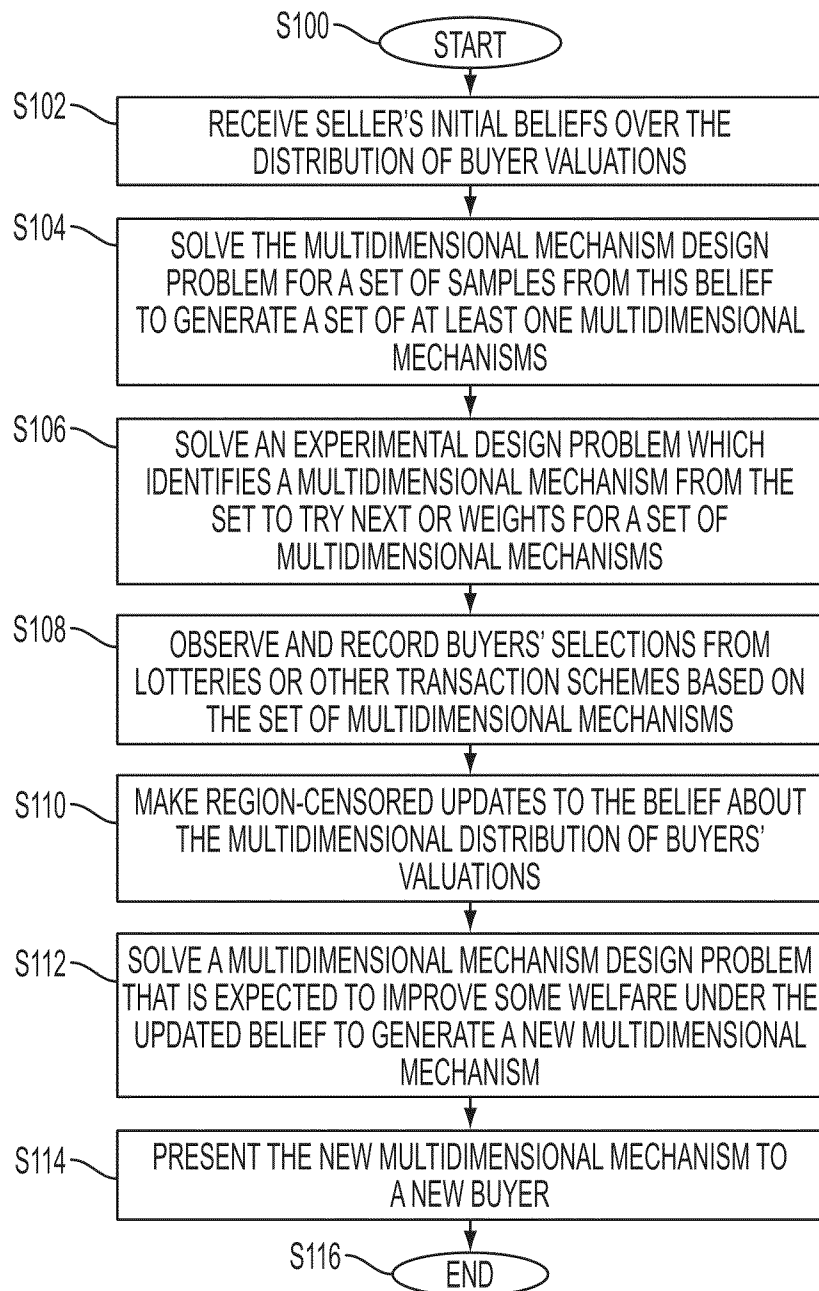 S100
START
S102
RECEIVE SELLER'S INITIAL BELIEFS OVER THE
DISTRIBUTION OF BUYER VALUATIONS
S104
SOLVE THE MULTIDIMENSIONAL MECHANISM DESIGN
PROBLEM FOR A SET OF SAMPLES FROM THIS BELIEF
TO GENERATE A SET OF AT LEAST ONE MULTIDIMENSIONAL
MECHANISMS
S106
SOLVE AN EXPERIMENTAL DESIGN PROBLEM WHICH
IDENTIFIES A MULTIDIMENSIONAL MECHANISM FROM THE
SET TO TRY NEXT OR WEIGHTS FOR A SET OF
MULTIDIMENSIONAL MECHANISMS
S108
OBSERVE AND RECORD BUYERS' SELECTIONS FROM
LOTTERIES OR OTHER TRANSACTION SCHEMES BASED ON
THE SET OF MULTIDIMENSIONAL MECHANISMS
S110
MAKE REGION-CENSORED UPDATES TO THE BELIEF ABOUT
THE MULTIDIMENSIONAL DISTRIBUTION OF BUYERS'
VALUATIONS
S112
SOLVE A MULTIDIMENSIONAL MECHANISM DESIGN PROBLEM
THAT IS EXPECTED TO IMPROVE SOME WELFARE UNDER THE
UPDATED BELIEF TO GENERATE A NEW MULTIDIMENSIONAL
MECHANISM
S114
PRESENT THE NEW MULTIDIMENSIONAL MECHANISM TO
A NEW BUYER
S116
END